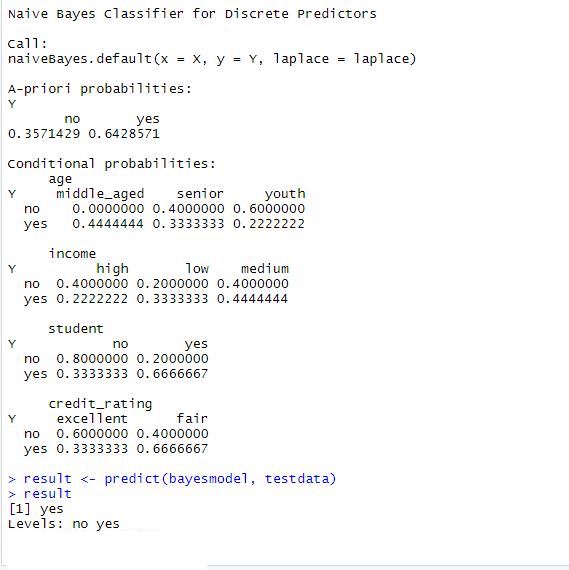 Naive Bayes Classifier for Discrete Predictors
Call:
naiveBayes.default(x = X, y = Y, laplace = laplace)
A-priori probabilities:
Y
no yes
0.3571429 0.6428571
Conditional probabilities:
age
Y middle_aged senior youth
no 0.0000000 0.4000000 0.6000000
yes 0.4444444 0.3333333 0.2222222
income
Y high low medium
no 0.4000000 0.2000000 0.4000000
yes 0.2222222 0.3333333 0.4444444
student
Y no yes
no 0.8000000 0.2000000
yes 0.3333333 0.6666667
credit_rating
Y excellent fair
no 0.6000000 0.4000000
yes 0.3333333 0.6666667
> result <- predict(bayesmodel, testdata)
> result
[1] yes
Levels: no yes